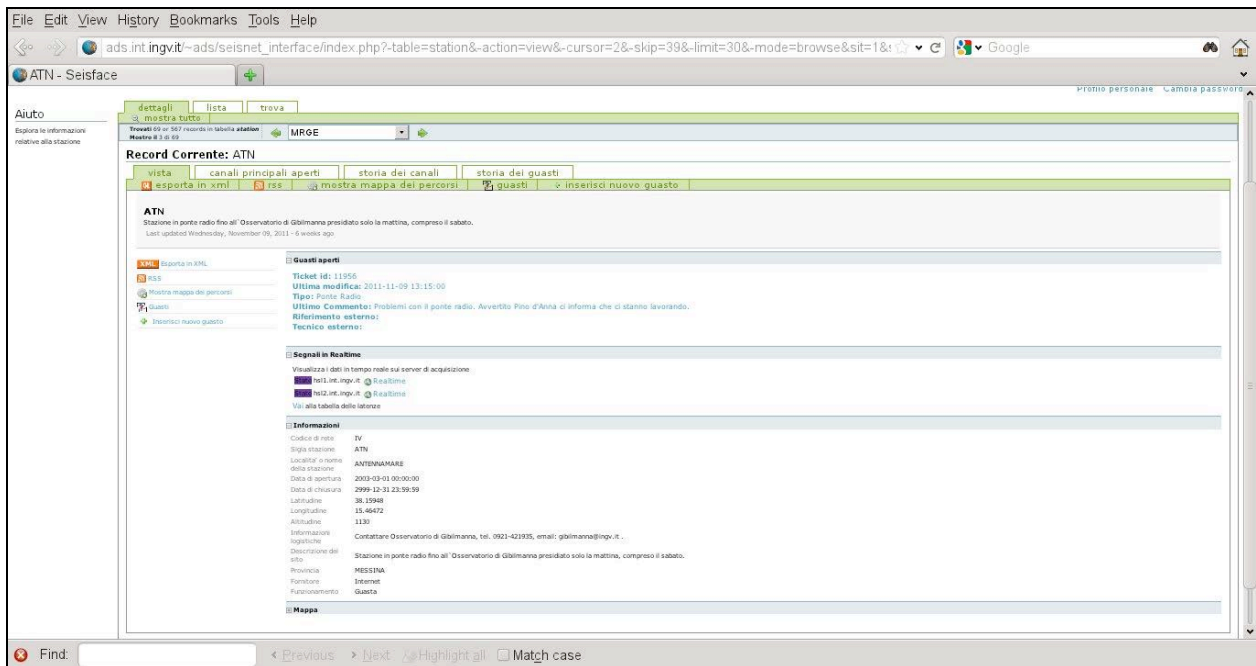 File Edit View History Bookmarks Tools Help
ads.int.ingv.it/~ads/seisnet_interface/index.php?-table=station&-action=view&-cursor=2&-skip=39&-limit=30&-mode=browse&sit=1&
Google
ATN - Seisface
Profilo personale Cambia password
Aiuto
Esplora le informazioni
relative alla stazione
dettagli lista trova
mostra tutto
Trovati 69 or 567 records in tabella station
MRGE
Record Corrente: ATN
vista canali principali aperti storia dei canali storia dei guasti
esporta in xml rss mostra mappa dei percorsi guasti inserisci nuovo guasto
ATN
Stazione in ponte radio fino all`Osservatorio di Gibilmanna presidiato solo la mattina, compreso il sabato.
Last updated Wednesday, November 09, 2011 - 6 weeks ago
XML Esporta in XML
RSS
Mostra mappa dei percorsi
Guasti
Inserisci nuovo guasto
Guasti aperti
Ticket id: 11956
Ultima modifica: 2011-11-09 13:15:00
Tipo: Ponte Radio
Ultimo Commento: Problemi con il ponte radio. Avvertito Pino d'Anna ci informa che ci stanno lavorando.
Riferimento esterno:
Tecnico esterno:
Segnali in Realtime
Visualizza i dati in tempo reale sui server di acquisizione
Stato hsl1.int.ingv.it Realtime
Stato hsl2.int.ingv.it Realtime
Vai alla tabella delle latenze
Informazioni
Codice di rete IV
Sigla stazione ATN
Localita' o nome
della stazione ANTENNAMARE
Data di apertura 2003-03-01 00:00:00
Data di chiusura 2999-12-31 23:59:59
Latitudine 38.15948
Longitudine 15.46472
Altitudine 1130
Informazioni
logistiche Contattare Osservatorio di Gibilmanna, tel. 0921-421935, email: gibilmanna@ingv.it .
Descrizione del
sito Stazione in ponte radio fino all`Osservatorio di Gibilmanna presidiato solo la mattina, compreso il sabato.
Provincia MESSINA
Fornitore Internet
Funzionamento Guasta
Mappa
Find: Previous Next Highlight all Match case